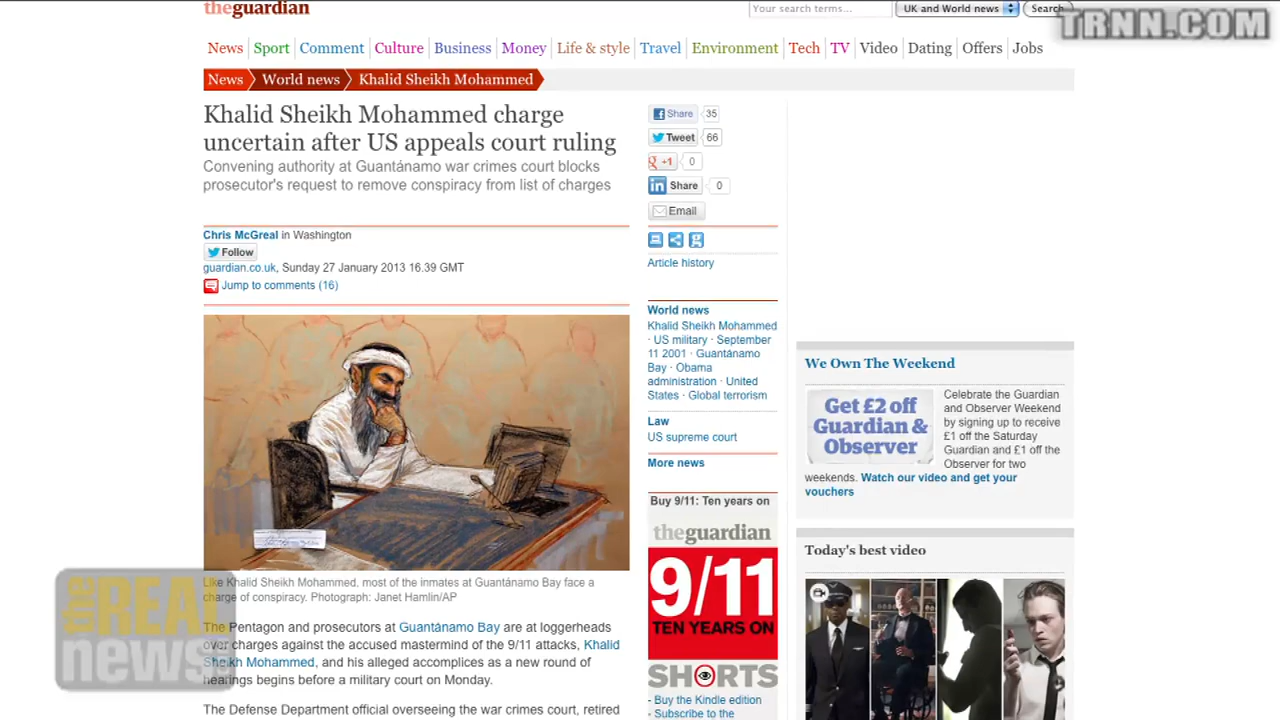 theguardian
Your search terms...
UK and World news
Search
TRNN.COM
News
Sport
Comment
Culture
Business
Money
Life & style
Travel
Environment
Tech
TV
Video
Dating
Offers
Jobs
News
World news
Khalid Sheikh Mohammed
Khalid Sheikh Mohammed charge
uncertain after US appeals court ruling
Convening authority at Guantánamo war crimes court blocks
prosecutor's request to remove conspiracy from list of charges
Chris McGreal in Washington
Follow
guardian.co.uk, Sunday 27 January 2013 16.39 GMT
Jump to comments (16)
Like Khalid Sheikh Mohammed, most of the inmates at Guantánamo Bay face a
charge of conspiracy. Photograph: Janet Hamlin/AP
The Pentagon and prosecutors at Guantánamo Bay are at loggerheads
over charges against the accused mastermind of the 9/11 attacks, Khalid
Sheikh Mohammed, and his alleged accomplices as a new round of
hearings begins before a military court on Monday.
The Defense Department official overseeing the war crimes court, retired
the REAL
news
Share 35
Tweet 66
+1 0
in Share 0
Email
Article history
World news
Khalid Sheikh Mohammed
· US military · September
11 2001 · Guantánamo
Bay · Obama
administration · United
States · Global terrorism
Law
US supreme court
More news
Buy 9/11: Ten years on
theguardian
9/11
TEN YEARS ON
SHORTS
- Buy the Kindle edition
- Subscribe to the
We Own The Weekend
Get £2 off
Guardian &
Observer
Celebrate the Guardian
and Observer Weekend
by signing up to receive
£1 off the Saturday
Guardian and £1 off the
Observer for two
weekends. Watch our video and get your
vouchers
Today's best video